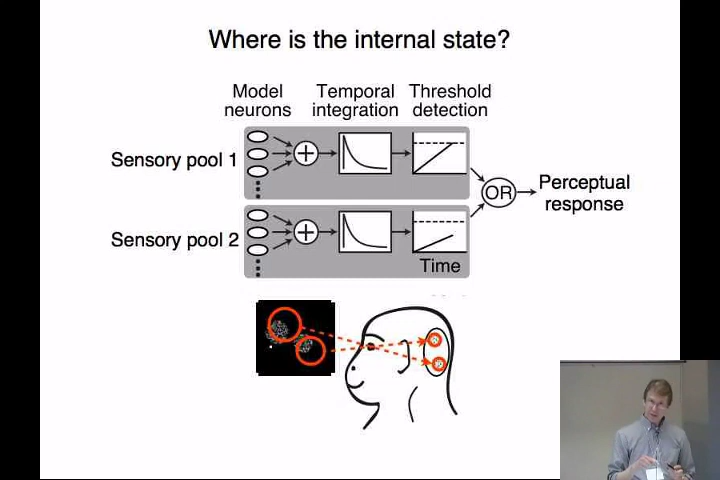 Where is the internal state?
Model Temporal Threshold
neurons integration detection
Sensory pool 1
+
OR
Perceptual
response
Sensory pool 2
+
Time